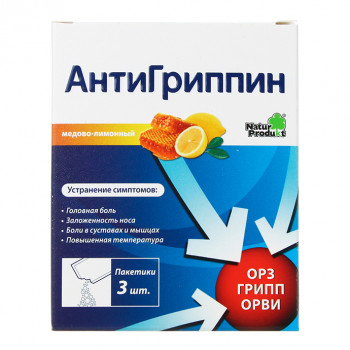 АнтиГриппин
медово-лимонный
Natur
Produkt
Устранение симптомов:
• Головная боль
• Заложенность носа
• Боли в суставах и мышцах
• Повышенная температура
Пакетики
3 шт.
ОРЗ
ГРИПП
ОРВИ